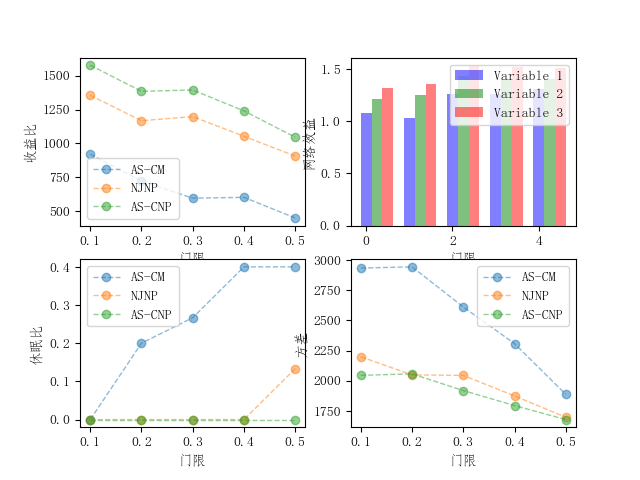 1500
1250
1000
750
500
收益比
AS-CM
NJNP
AS-CNP
0.1 0.2 0.3 0.4 0.5
门限
1.5
1.0
0.5
0.0
网络效益
Variable 1
Variable 2
Variable 3
0 2 4
门限
0.4
0.3
0.2
0.1
0.0
休眠比
AS-CM
NJNP
AS-CNP
0.1 0.2 0.3 0.4 0.5
门限
3000
2750
2500
2250
2000
1750
方差
AS-CM
NJNP
AS-CNP
0.1 0.2 0.3 0.4 0.5
门限